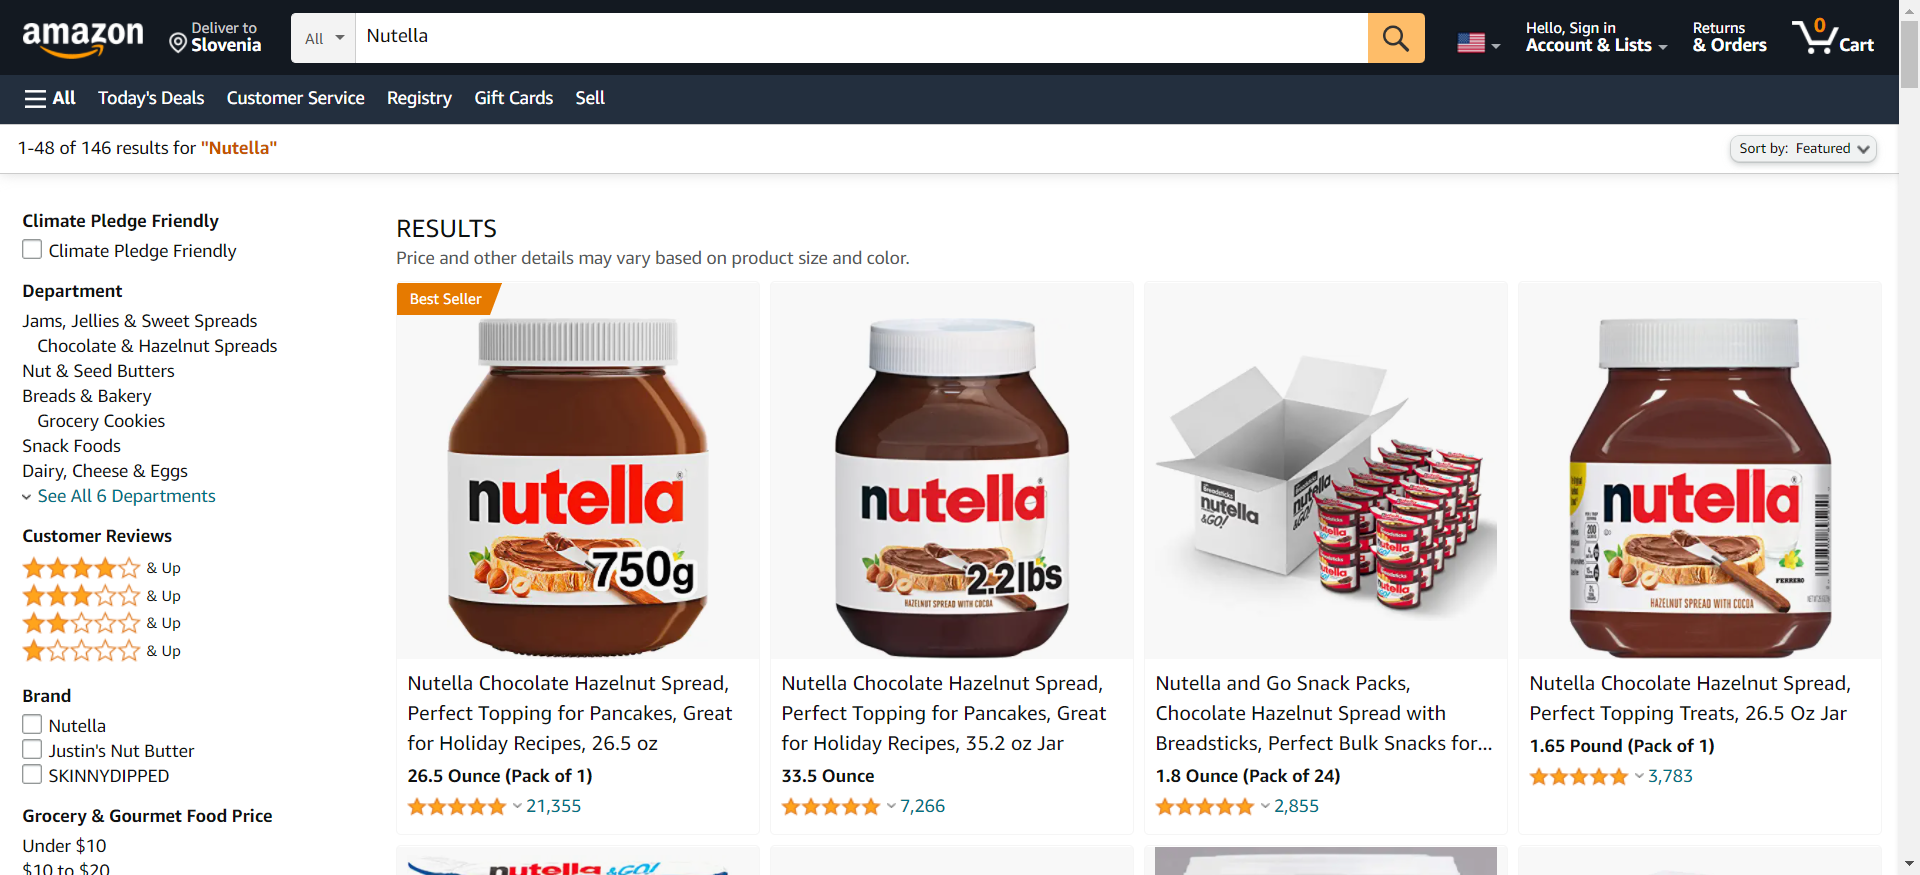 amazon
Deliver to
Slovenia
All
Nutella
Hello, Sign in
Account & Lists
Returns
& Orders
0
Cart
All
Today's Deals
Customer Service
Registry
Gift Cards
Sell
1-48 of 146 results for "Nutella"
Sort by: Featured
Climate Pledge Friendly
Climate Pledge Friendly
Department
Jams, Jellies & Sweet Spreads
Chocolate & Hazelnut Spreads
Nut & Seed Butters
Breads & Bakery
Grocery Cookies
Snack Foods
Dairy, Cheese & Eggs
See All 6 Departments
Customer Reviews
& Up
& Up
& Up
& Up
Brand
Nutella
Justin's Nut Butter
SKINNYDIPPED
Grocery & Gourmet Food Price
Under $10
$10 to $20
RESULTS
Price and other details may vary based on product size and color.
Best Seller
nutella
750g
Nutella Chocolate Hazelnut Spread,
Perfect Topping for Pancakes, Great
for Holiday Recipes, 26.5 oz
26.5 Ounce (Pack of 1)
21,355
nutella
2.2lbs
HAZELNUT SPREAD WITH COCOA
Nutella Chocolate Hazelnut Spread,
Perfect Topping for Pancakes, Great
for Holiday Recipes, 35.2 oz Jar
33.5 Ounce
7,266
Breadsticks
nutella
&GO!
Breadsticks
nutella
&GO!
Nutella and Go Snack Packs,
Chocolate Hazelnut Spread with
Breadsticks, Perfect Bulk Snacks for...
1.8 Ounce (Pack of 24)
2,855
nutella
FERRERO
HAZELNUT SPREAD WITH COCOA
Nutella Chocolate Hazelnut Spread,
Perfect Topping Treats, 26.5 Oz Jar
1.65 Pound (Pack of 1)
3,783
nutella &GO!